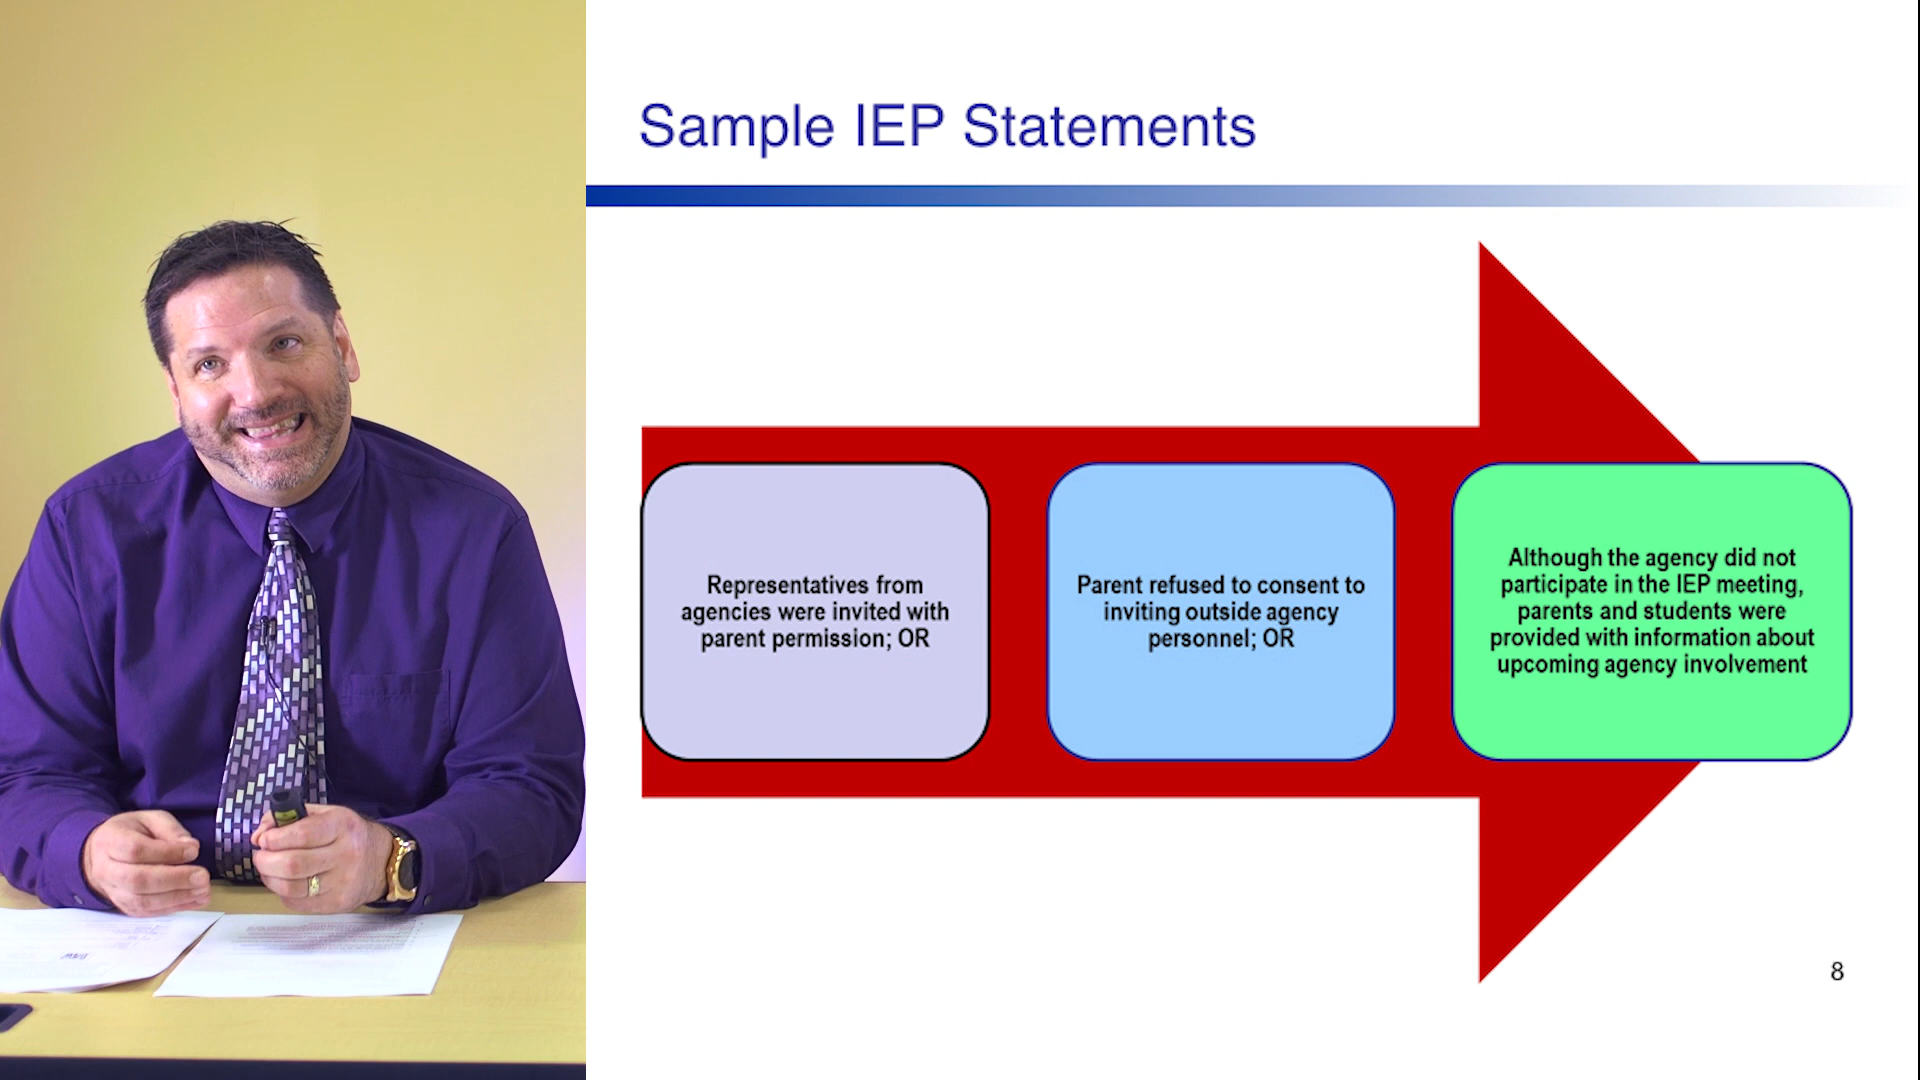 Sample IEP Statements
Representatives from
agencies were invited with
parent permission; OR
Parent refused to consent to
inviting outside agency
personnel; OR
Although the agency did not
participate in the IEP meeting,
parents and students were
provided with information about
upcoming agency involvement
8